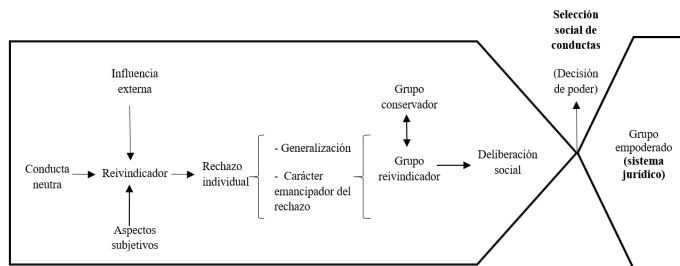 Influencia
externa
Conducta
neutra
Reivindicador
Aspectos
subjetivos
Rechazo
individual
- Generalización
- Carácter
emancipador del
rechazo
Grupo
conservador
Grupo
reivindicador
Deliberación
social
Selección
social de
conductas
(Decisión
de poder)
Grupo
empoderado
(sistema
jurídico)